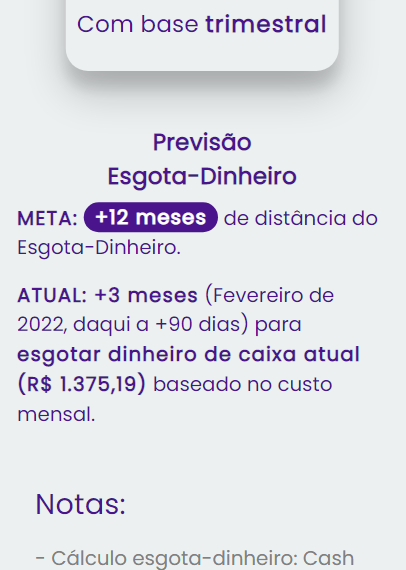 Com base trimestral
Previsão
Esgota-Dinheiro
META: +12 meses de distância do
Esgota-Dinheiro.
ATUAL: +3 meses (Fevereiro de
2022, daqui a +90 dias) para
esgotar dinheiro de caixa atual
(R$ 1.375,19) baseado no custo
mensal.
Notas:
- Cálculo esgota-dinheiro: Cash